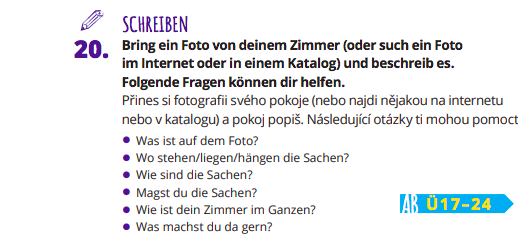 SCHREIBEN
20. Bring ein Foto von deinem Zimmer (oder such ein Foto
im Internet oder in einem Katalog) und beschreib es.
Folgende Fragen können dir helfen.
Přines si fotografii svého pokoje (nebo najdi nějakou na internetu
nebo v katalogu) a pokoj popiš. Následující otázky ti mohou pomoct
• Was ist auf dem Foto?
• Wo stehen/liegen/hängen die Sachen?
• Wie sind die Sachen?
• Magst du die Sachen?
• Wie ist dein Zimmer im Ganzen?
• Was machst du da gern?
AB Ü 17–24